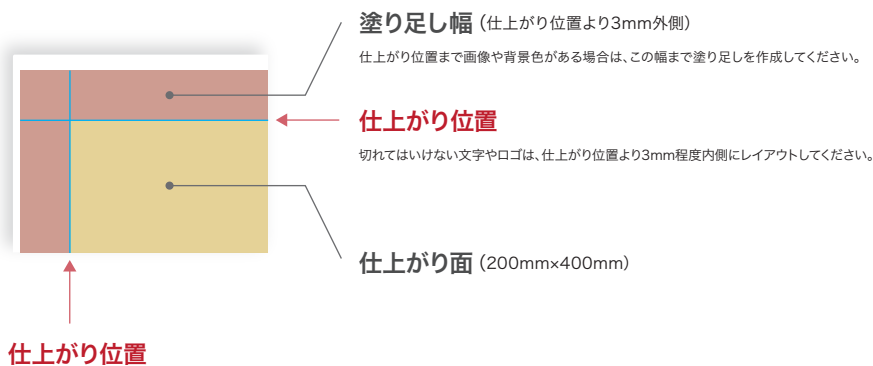 塗り足し幅（仕上がり位置より3mm外側）
仕上がり位置まで画像や背景色がある場合は、この幅まで塗り足しを作成してください。
仕上がり位置
切れてはいけない文字やロゴは、仕上がり位置より3mm程度内側にレイアウトしてください。
仕上がり面（200mm×400mm）
仕上がり位置